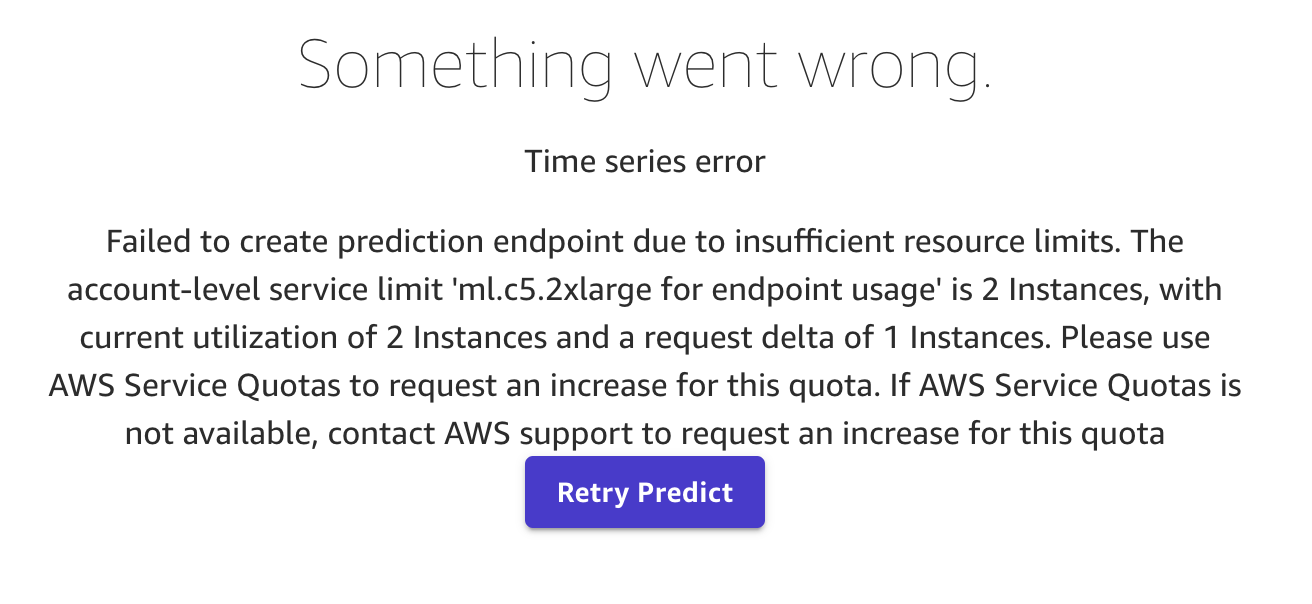 Something went wrong.
Time series error
Failed to create prediction endpoint due to insufficient resource limits. The
account-level service limit 'ml.c5.2xlarge for endpoint usage' is 2 Instances, with
current utilization of 2 Instances and a request delta of 1 Instances. Please use
AWS Service Quotas to request an increase for this quota. If AWS Service Quotas is
not available, contact AWS support to request an increase for this quota
Retry Predict